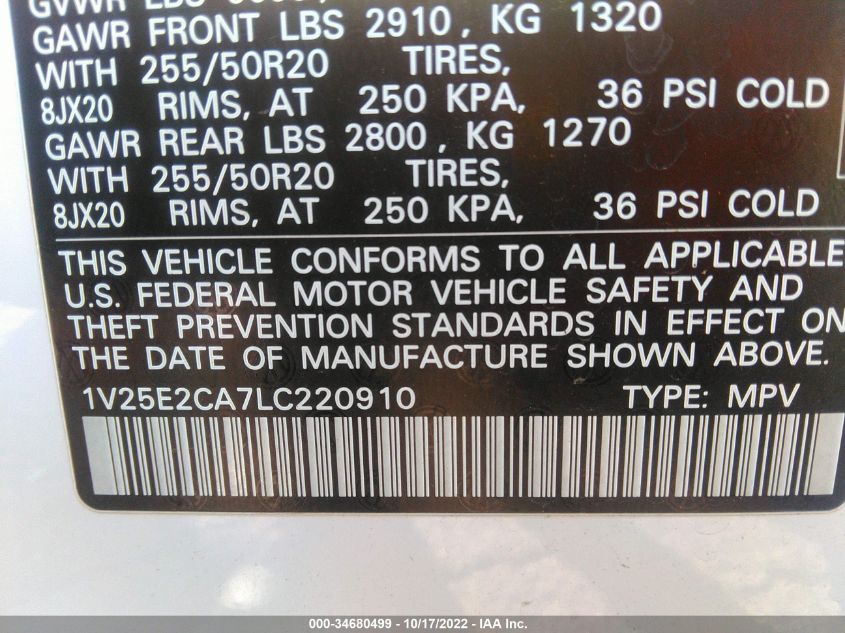 GVWR LBS
GAWR FRONT LBS 2910, KG 1320
WITH 255/50R20 TIRES,
8JX20 RIMS, AT 250 KPA, 36 PSI COLD
GAWR REAR LBS 2800, KG 1270
WITH 255/50R20 TIRES,
8JX20 RIMS, AT 250 KPA, 36 PSI COLD
THIS VEHICLE CONFORMS TO ALL APPLICABLE
U.S. FEDERAL MOTOR VEHICLE SAFETY AND
THEFT PREVENTION STANDARDS IN EFFECT ON
THE DATE OF MANUFACTURE SHOWN ABOVE.
1V25E2CA7LC220910 TYPE: MPV
000-34680499 - 10/17/2022 - IAA Inc.